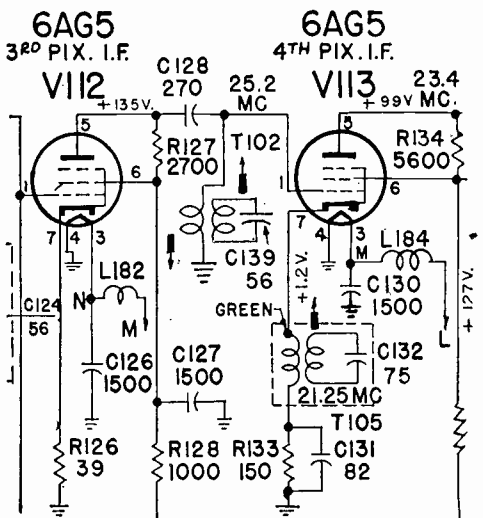 6AG5
3RD PIX. I.F.
V112
6AG5
4TH PIX. I.F.
V113
C128
270
25.2
MC
23.4
MC.
+135V.
+99V
5
5
R127
2700
T102
R134
5600
1
6
1
6
7
4
3
7
4
3
C139
56
M
L184
N
L182
M
C124
56
+1.2V.
C130
1500
L
+127V.
GREEN
C126
1500
C127
1500
C132
75
21.25 MC
T105
R126
39
R128
1000
R133
150
C131
82